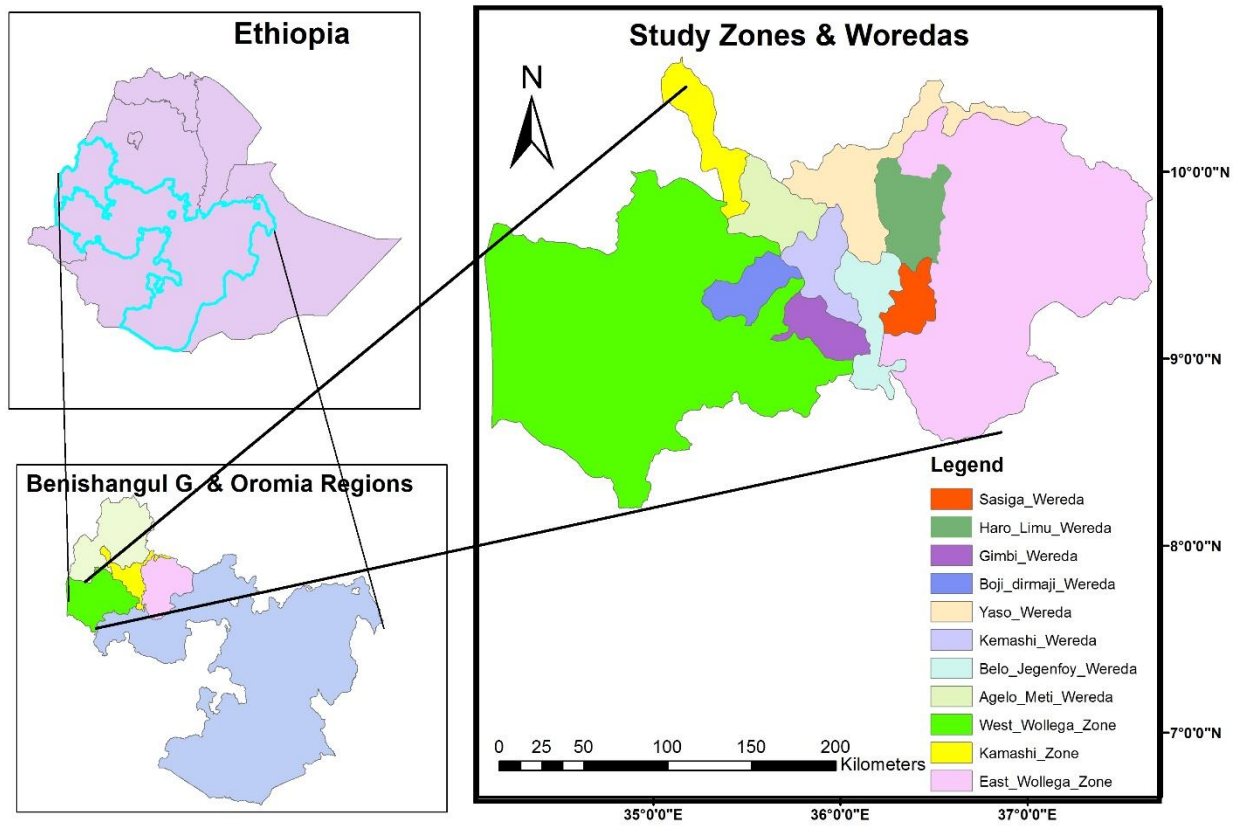 Ethiopia
Benishangul G. & Oromia Regions
Study Zones & Woredas
N
10°0'0"N
9°0'0"N
8°0'0"N
7°0'0"N
Legend
Sasiga_Wereda
Haro_Limu_Wereda
Gimbi_Wereda
Boji_dirmaji_Wereda
Yaso_Wereda
Kemashi_Wereda
Belo_Jegenfoy_Wereda
Agelo_Meti_Wereda
West_Wollega_Zone
Kamashi_Zone
East_Wollega_Zone
0 25 50 100 150 200
Kilometers
35°0'0"E 36°0'0"E 37°0'0"E